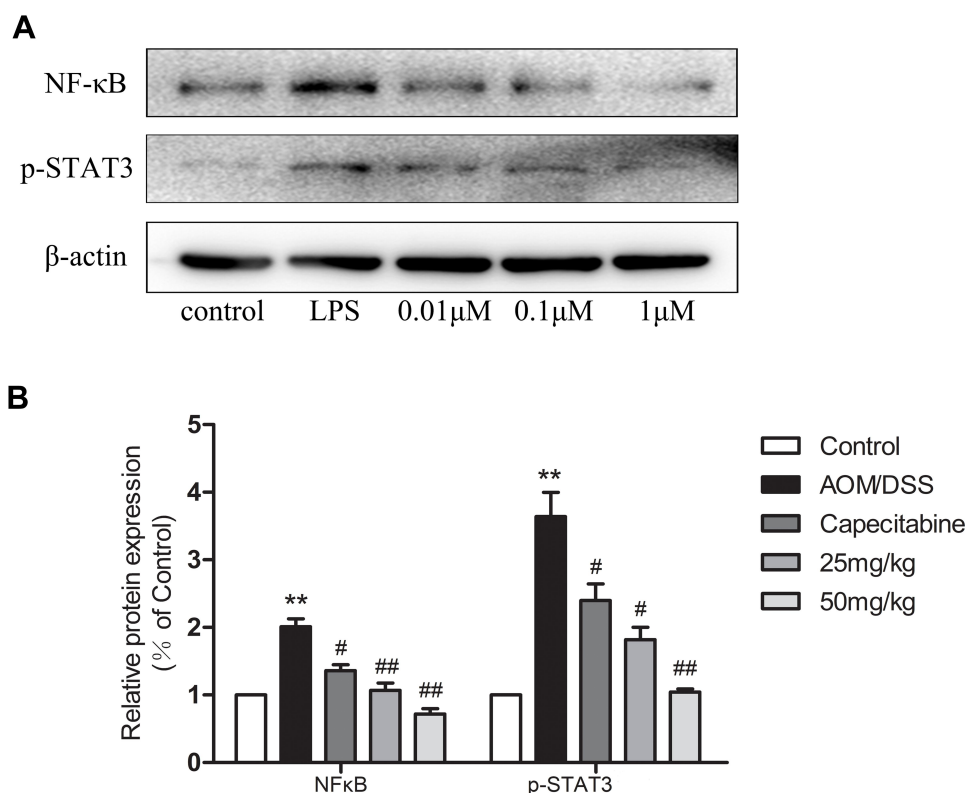 A
NF-κB
p-STAT3
β-actin
control LPS 0.01μM 0.1μM 1μM
B
Relative protein expression
(% of Control)
5
4
3
2
1
0
** # ## ##
** # # ##
NFκB p-STAT3
Control
AOM/DSS
Capecitabine
25mg/kg
50mg/kg